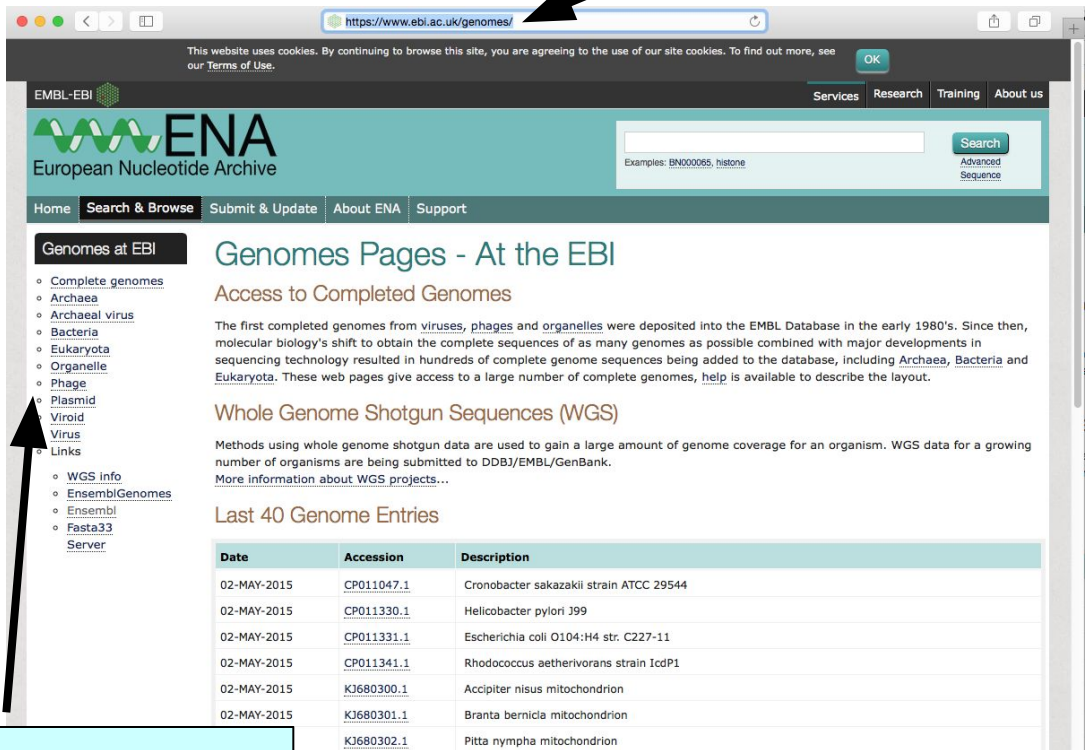 https://www.ebi.ac.uk/genomes/
This website uses cookies. By continuing to browse this site, you are agreeing to the use of our site cookies. To find out more, see
our Terms of Use.
OK
EMBL-EBI
Services Research Training About us
ENA
European Nucleotide Archive
Examples: BN000065, histone
Search
Advanced
Sequence
Home Search & Browse Submit & Update About ENA Support
Genomes at EBI
Complete genomes
Archaea
Archaeal virus
Bacteria
Eukaryota
Organelle
Phage
Plasmid
Viroid
Virus
Links
WGS info
EnsemblGenomes
Ensembl
Fasta33
Server
Genomes Pages - At the EBI
Access to Completed Genomes
The first completed genomes from viruses, phages and organelles were deposited into the EMBL Database in the early 1980's. Since then,
molecular biology's shift to obtain the complete sequences of as many genomes as possible combined with major developments in
sequencing technology resulted in hundreds of complete genome sequences being added to the database, including Archaea, Bacteria and
Eukaryota. These web pages give access to a large number of complete genomes, help is available to describe the layout.
Whole Genome Shotgun Sequences (WGS)
Methods using whole genome shotgun data are used to gain a large amount of genome coverage for an organism. WGS data for a growing
number of organisms are being submitted to DDBJ/EMBL/GenBank.
More information about WGS projects...
Last 40 Genome Entries
Date Accession Description
02-MAY-2015 CP011047.1 Cronobacter sakazakii strain ATCC 29544
02-MAY-2015 CP011330.1 Helicobacter pylori J99
02-MAY-2015 CP011331.1 Escherichia coli O104:H4 str. C227-11
02-MAY-2015 CP011341.1 Rhodococcus aetherivorans strain IcdP1
02-MAY-2015 KJ680300.1 Accipiter nisus mitochondrion
02-MAY-2015 KJ680301.1 Branta bernicla mitochondrion
KJ680302.1 Pitta nympha mitochondrion